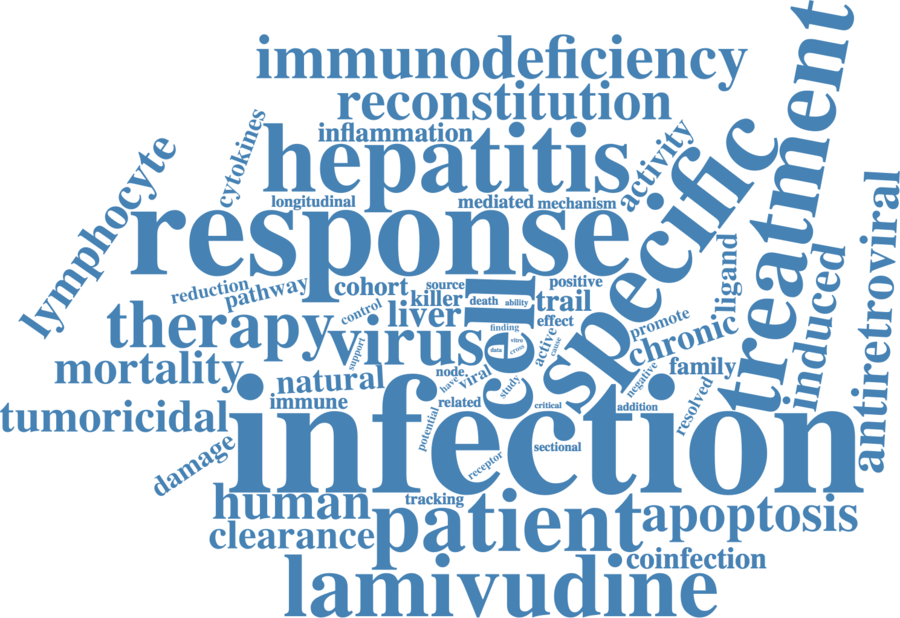 immunodeficiency
reconstitution
treatment
inflammation
cytokines
hepatitis
specific
activity
lymphocyte
longitudinal
mediated
mechanism
response
antiretroviral
ligand
induced
reduction
pathway
cohort
source
killer
death
ability
cell
positive
trail
control
liver
effect
promote
therapy
virus
finding
vitro
data
cross
active
cause
chronic
support
mortality
natural
node
viral
have
study
negative
family
resolved
tumoricidal
immune
related
critical
addition
infection
potential
sectional
damage
receptor
human
tracking
patient
apoptosis
clearance
coinfection
lamivudine